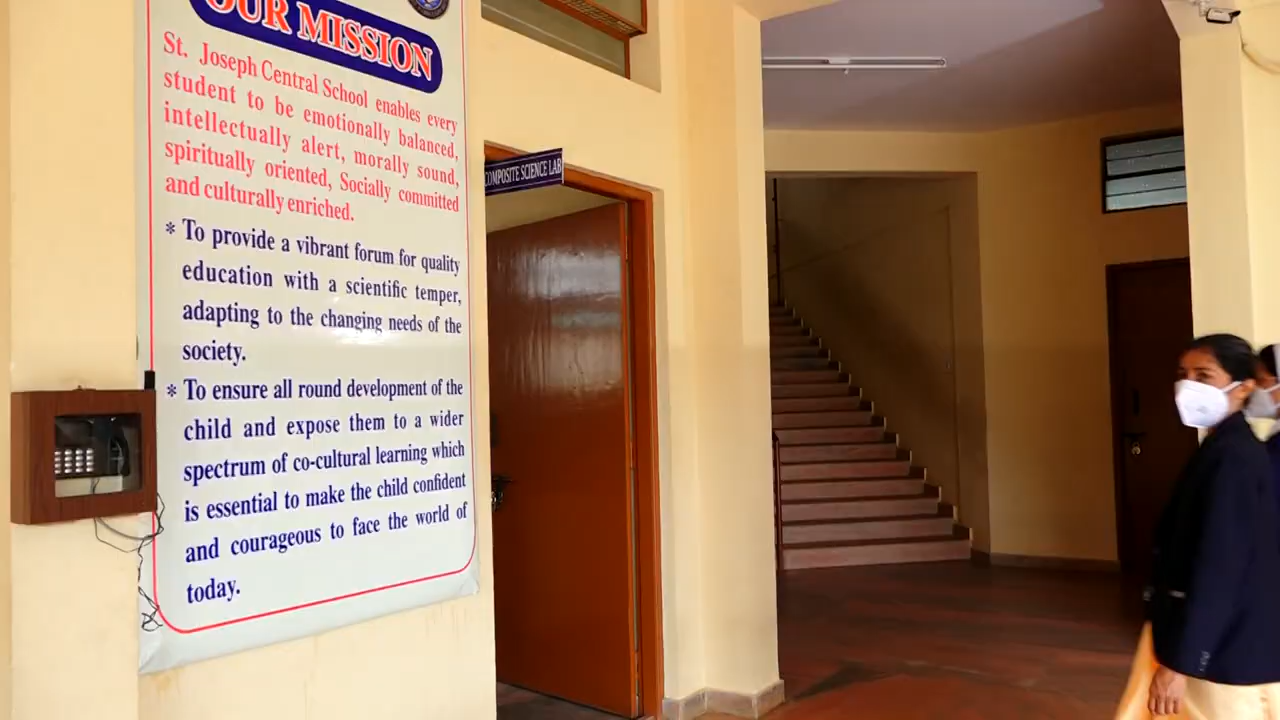 OUR MISSION
St. Joseph Central School enables every
student to be emotionally balanced,
intellectually alert, morally sound,
spiritually oriented, Socially committed
and culturally enriched.
* To provide a vibrant forum for quality
education with a scientific temper,
adapting to the changing needs of the
society.
* To ensure all round development of the
child and expose them to a wider
spectrum of co-cultural learning which
is essential to make the child confident
and courageous to face the world of
today.
COMPOSITE SCIENCE LAB